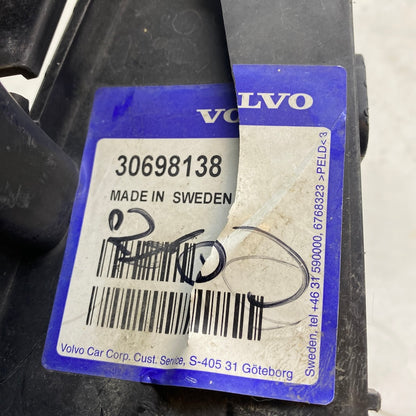 VOLVO
30698138
MADE IN SWEDEN
Volvo Car Corp. Cust. Service, S-405 31 Göteborg
Sweden, tel +46 31 590000, 6768323 >PELD<